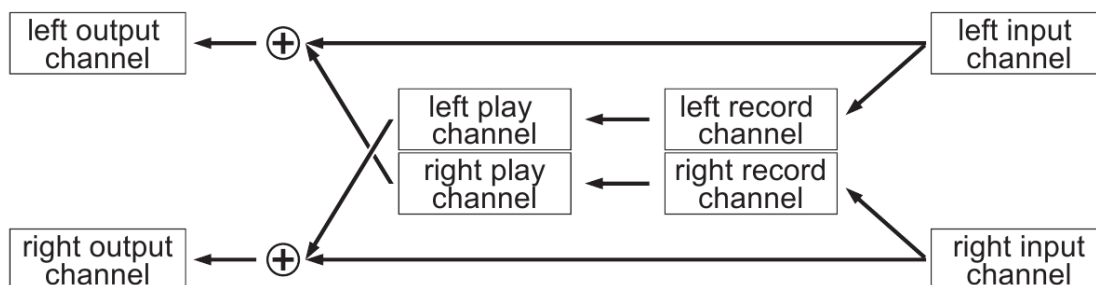 left output
channel
left input
channel
left play
channel
left record
channel
right play
channel
right record
channel
right output
channel
right input
channel